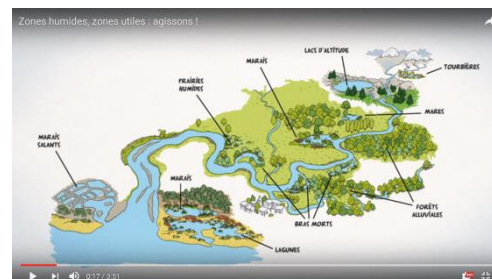 Zones humides, zones utiles : agissons !
LACS D'ALTITUDE
TOURBIÈRES
MARAIS
PRAIRIES
HUMIDES
MARES
MARAIS
SALANTS
MARAIS
FORÊTS
ALLUVIALES
BRAS MORTS
LAGUNES
0:17 / 3:51